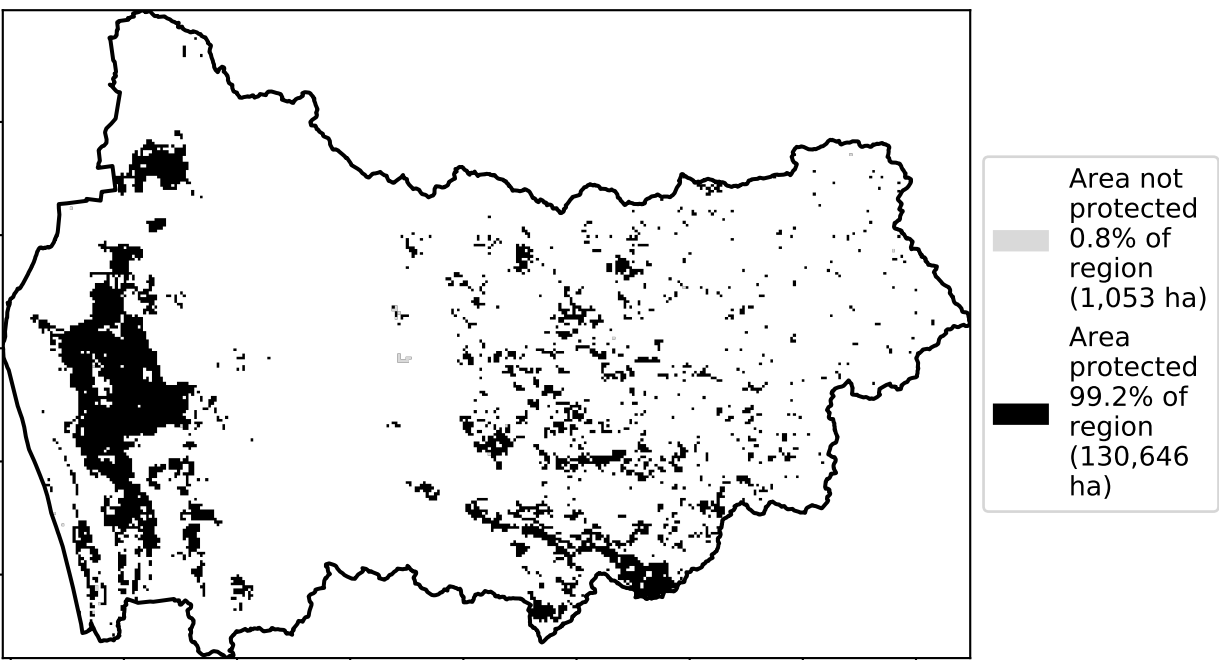 Area not
protected
0.8% of
region
(1,053 ha)
Area
protected
99.2% of
region
(130,646
ha)